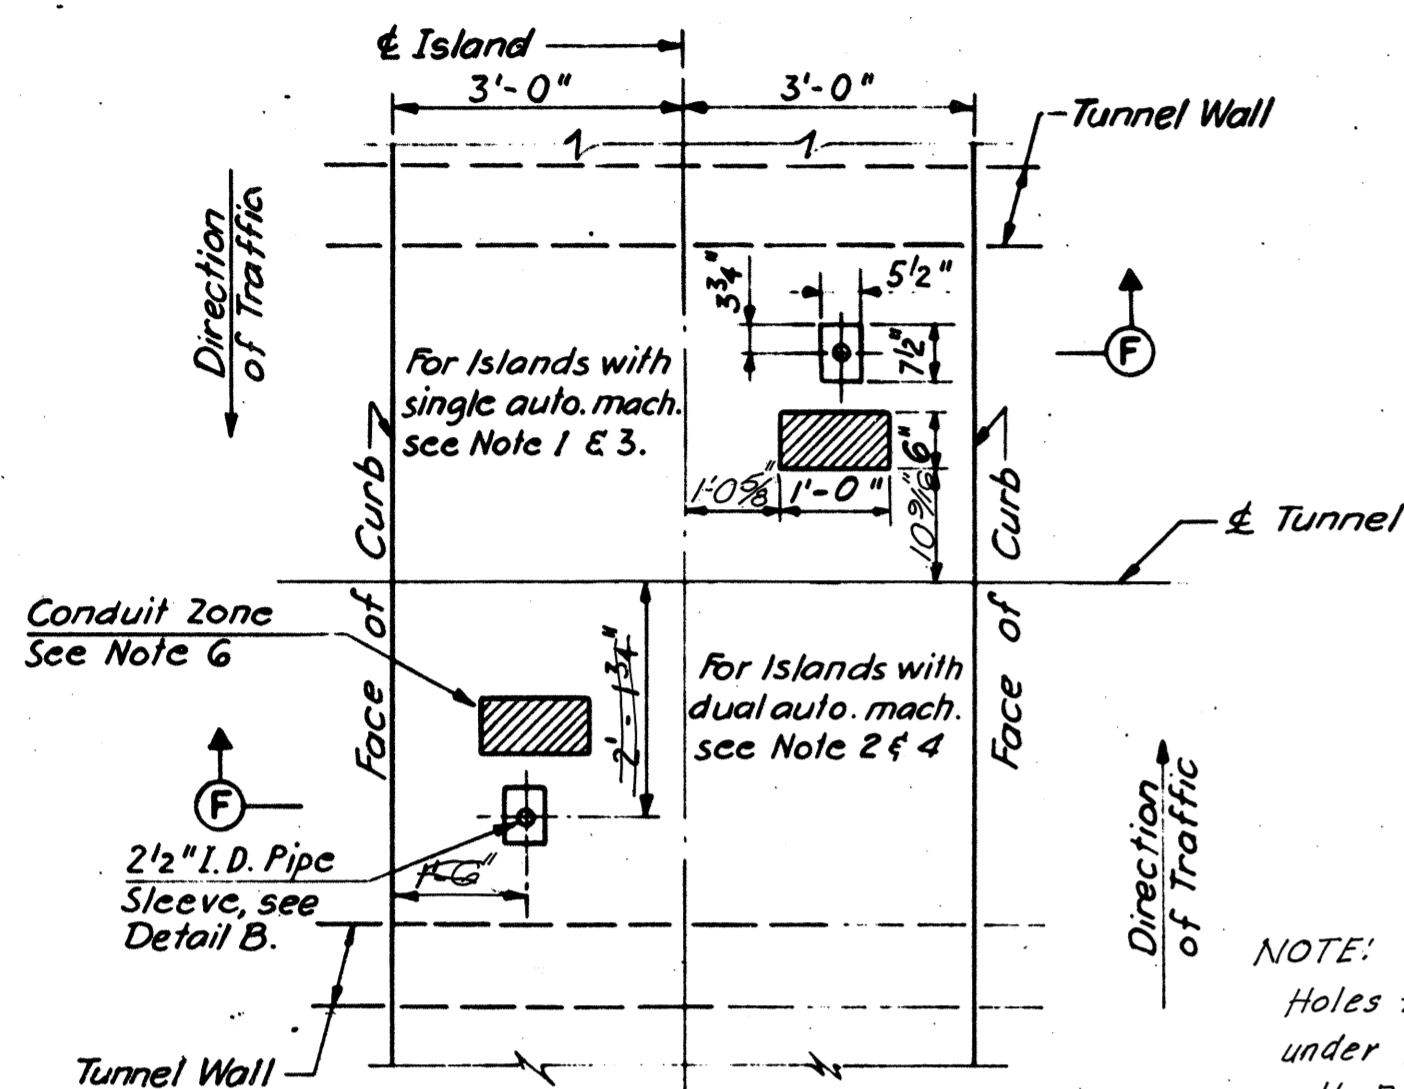 ℄ Island
3'-0"
3'-0"
Tunnel Wall
Direction
of Traffic
3¾"
5½"
7½"
F
For Islands with
single auto. mach.
see Note 1 & 3.
6"
1'-0⅝"
1'-0"
10 9/16"
Face of Curb
Face of Curb
℄ Tunnel
Conduit Zone
See Note 6
2'-1¾"
For Islands with
dual auto. mach.
see Note 2 & 4
F
2½" I.D. Pipe
Sleeve, see
Detail B.
1'-6"
Direction
of Traffic
NOTE:
Holes
under
Tunnel Wall